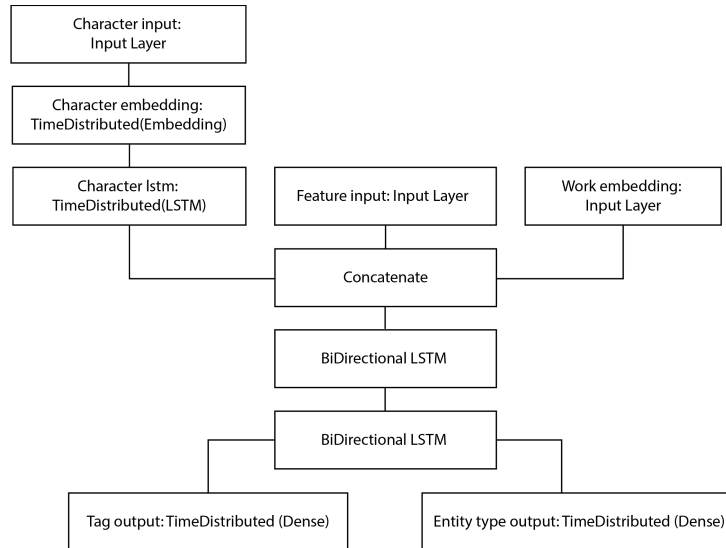 Character input:
Input Layer
Character embedding:
TimeDistributed(Embedding)
Character lstm:
TimeDistributed(LSTM)
Feature input: Input Layer
Work embedding:
Input Layer
Concatenate
BiDirectional LSTM
BiDirectional LSTM
Tag output: TimeDistributed (Dense)
Entity type output: TimeDistributed (Dense)